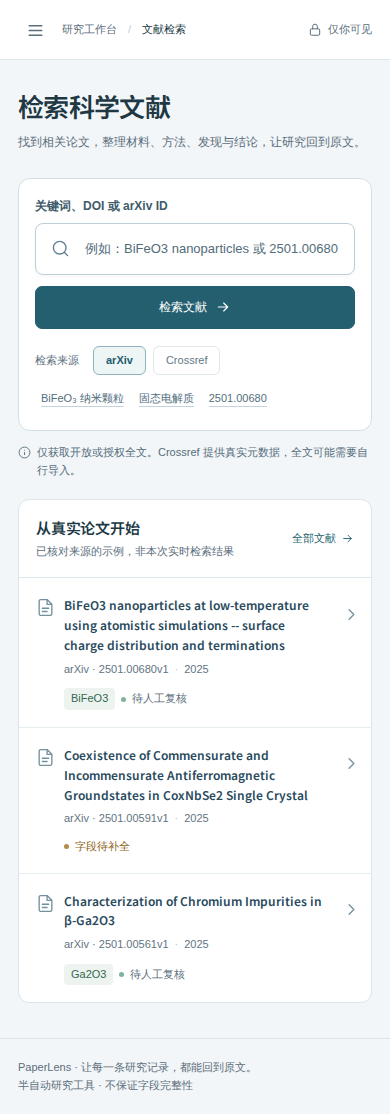 研究工作台 / 文献检索 仅你可见
检索科学文献
找到相关论文，整理材料、方法、发现与结论，让研究回到原文。
关键词、DOI 或 arXiv ID
例如：BiFeO3 nanoparticles 或 2501.00680
检索文献 →
检索来源 arXiv Crossref
BiFeO₃ 纳米颗粒 固态电解质 2501.00680
仅获取开放或授权全文。Crossref 提供真实元数据，全文可能需要自
行导入。
从真实论文开始
已核对来源的示例，非本次实时检索结果
全部文献 →
BiFeO3 nanoparticles at low-temperature
using atomistic simulations -- surface
charge distribution and terminations
arXiv · 2501.00680v1 · 2025
BiFeO3 待人工复核
Coexistence of Commensurate and
Incommensurate Antiferromagnetic
Groundstates in CoxNbSe2 Single Crystal
arXiv · 2501.00591v1 · 2025
字段待补全
Characterization of Chromium Impurities in
β-Ga2O3
arXiv · 2501.00561v1 · 2025
Ga2O3 待人工复核
PaperLens · 让每一条研究记录，都能回到原文。
半自动研究工具 · 不保证字段完整性